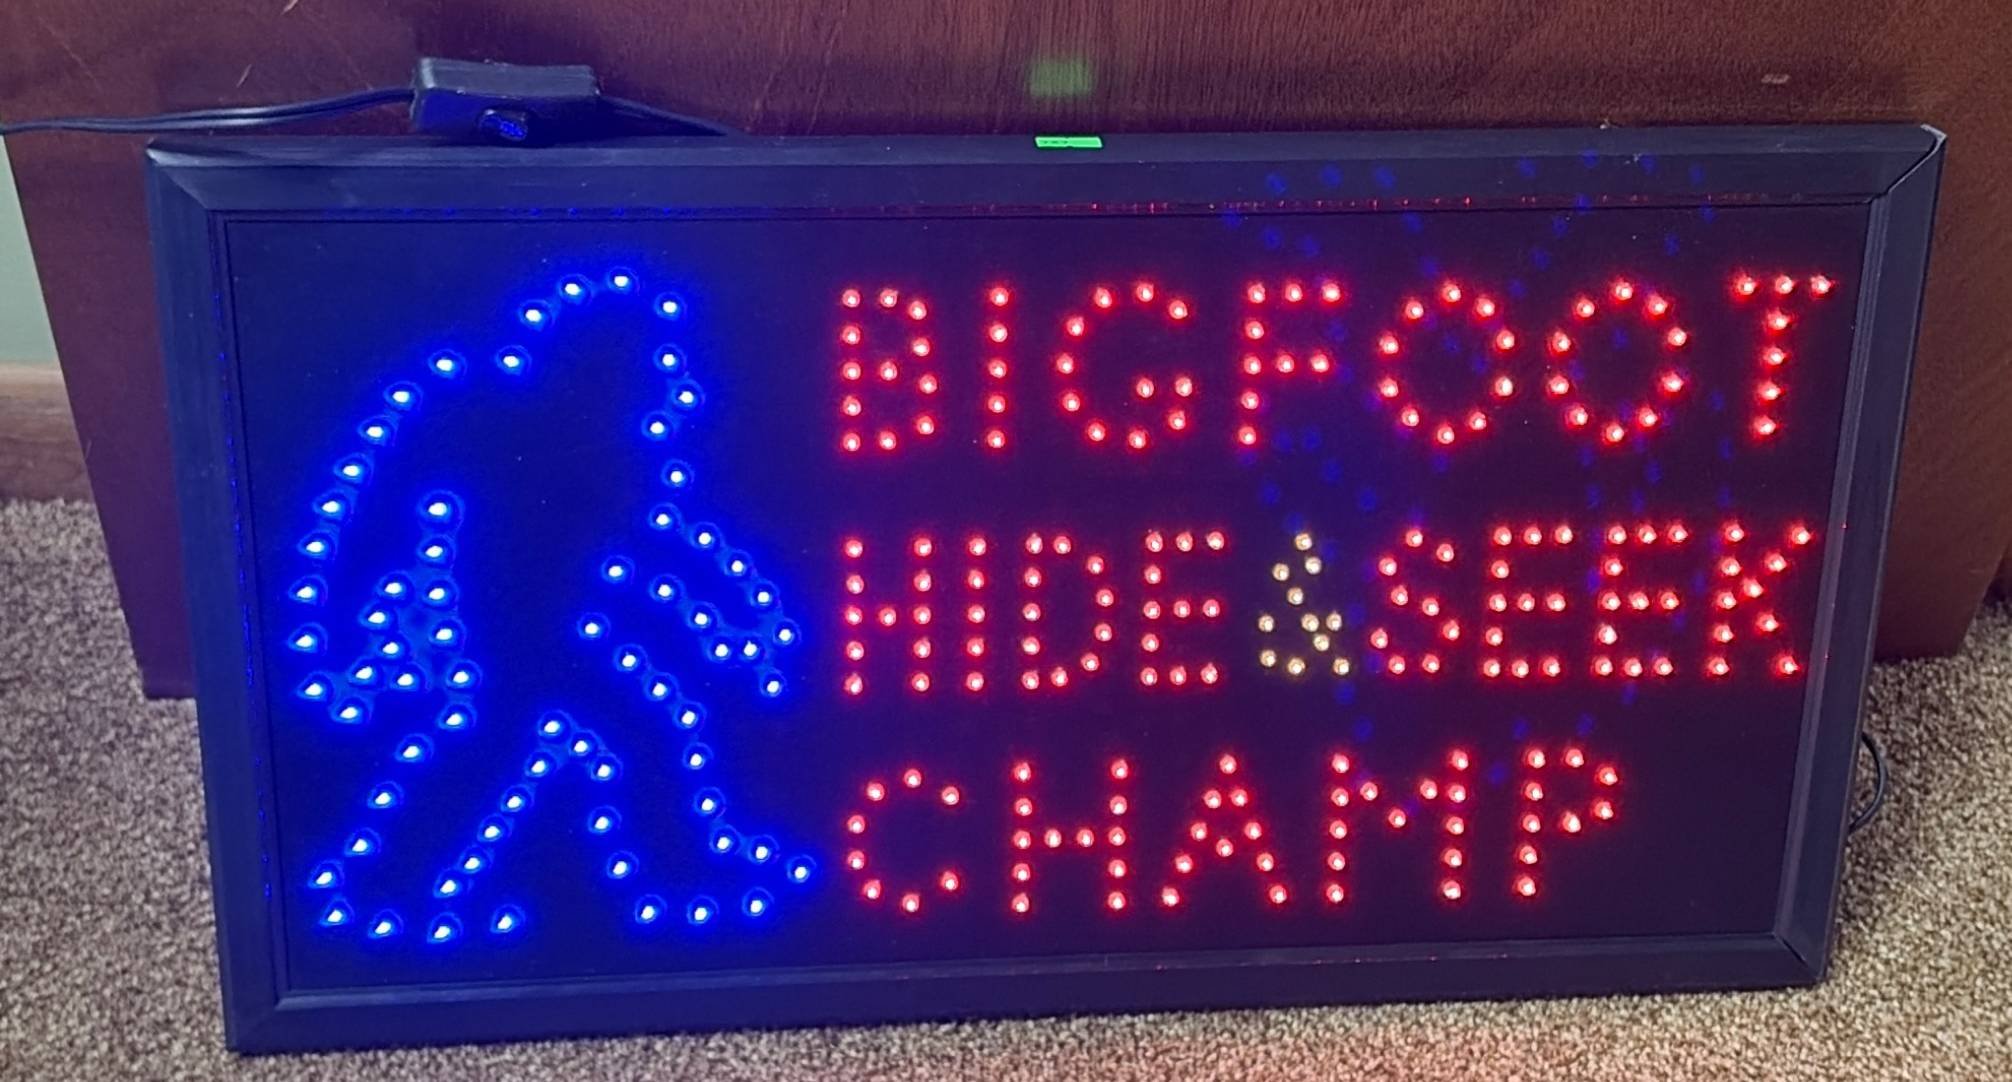 BIGFOOT
HIDE & SEEK
CHAMP